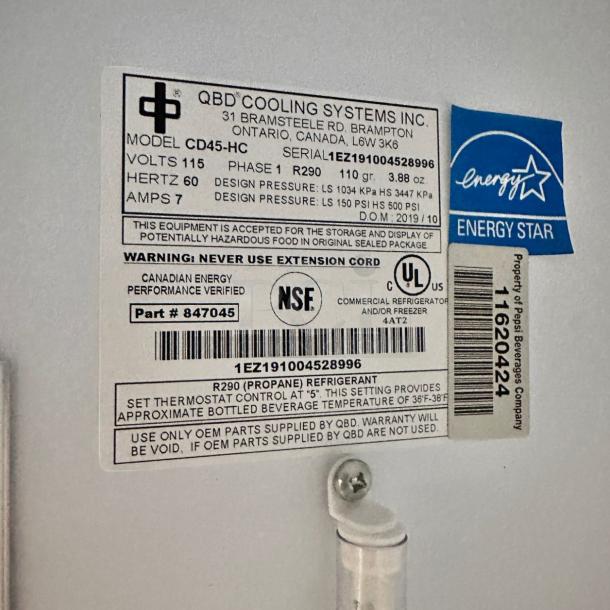 QBD® COOLING SYSTEMS INC.
31 BRAMSTEELE RD. BRAMPTON
ONTARIO, CANADA, L6W 3K6
MODEL CD45-HC
SERIAL 1EZ191004528996
VOLTS 115 PHASE 1 R290 110 gr. 3.88 oz.
HERTZ 60 DESIGN PRESSURE: LS 1034 KPa HS 3447 KPa
AMPS 7 DESIGN PRESSURE: LS 150 PSI HS 500 PSI
D.O.M : 2019 / 10
THIS EQUIPMENT IS ACCEPTED FOR THE STORAGE AND DISPLAY OF
POTENTIALLY HAZARDOUS FOOD IN ORIGINAL SEALED PACKAGE
WARNING: NEVER USE EXTENSION CORD
CANADIAN ENERGY
PERFORMANCE VERIFIED
Part # 847045
NSF
C UL US
COMMERCIAL REFRIGERATOR
AND/OR FREEZER
4AT2
1EZ191004528996
R290 (PROPANE) REFRIGERANT
SET THERMOSTAT CONTROL AT "5". THIS SETTING PROVIDES
APPROXIMATE BOTTLED BEVERAGE TEMPERATURE OF 36°F-38°F
USE ONLY OEM PARTS SUPPLIED BY QBD. WARRANTY WILL
BE VOID. IF OEM PARTS SUPPLIED BY QBD ARE NOT USED.
energy
ENERGY STAR
Property of Pepsi Beverages Company
11620424